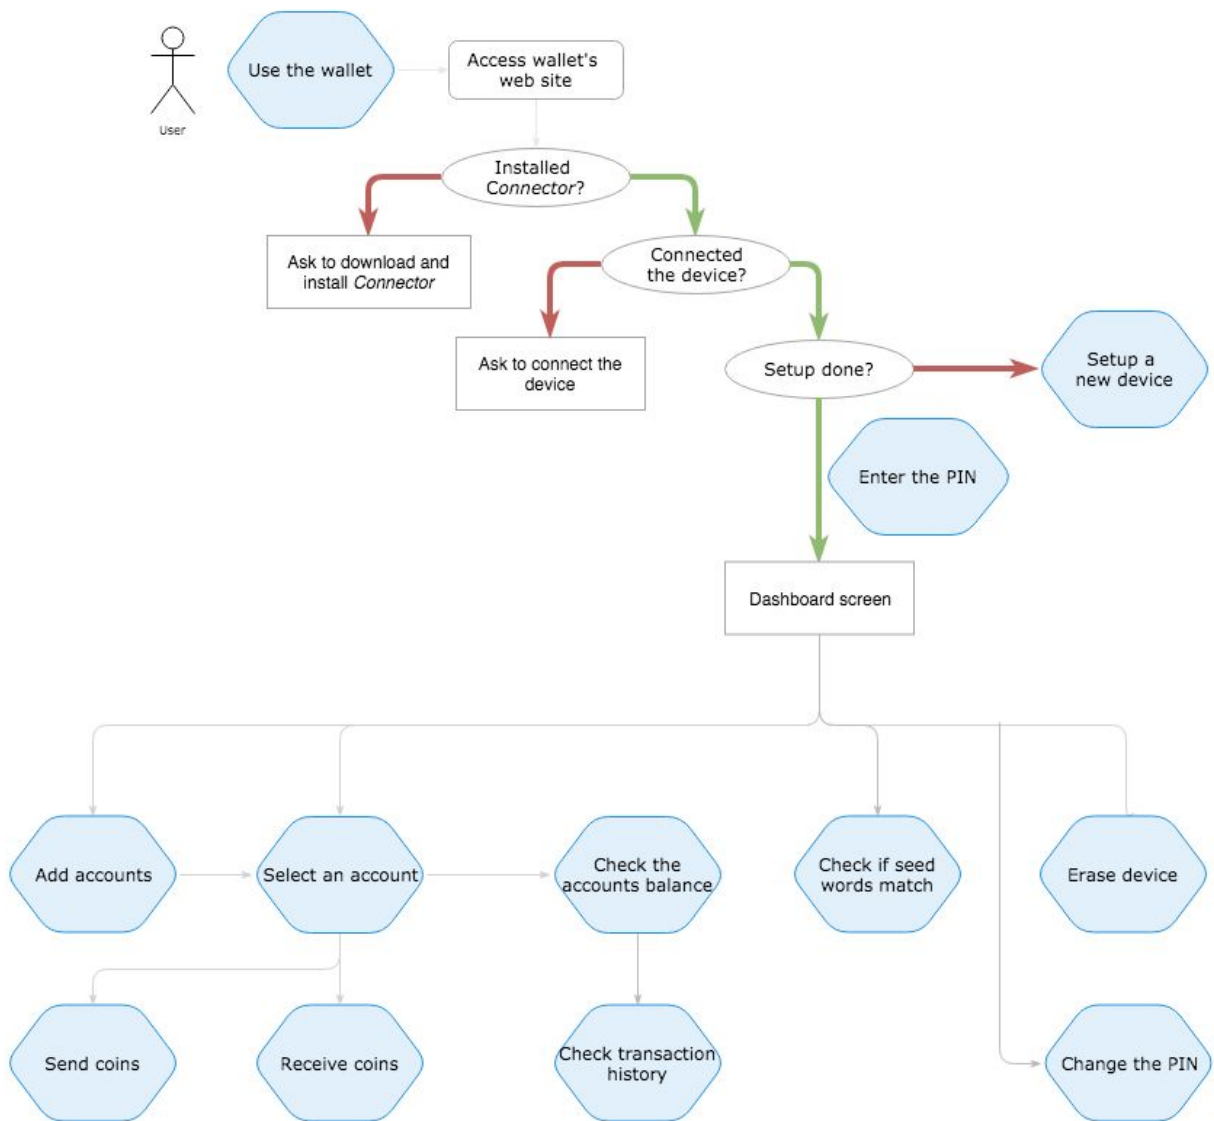 Use the wallet
Access wallet's
web site
User
Installed
Connector?
Ask to download and
install Connector
Connected
the device?
Ask to connect the
device
Setup done?
Setup a
new device
Enter the PIN
Dashboard screen
Add accounts
Select an account
Check the
accounts balance
Check if seed
words match
Erase device
Send coins
Receive coins
Check transaction
history
Change the PIN